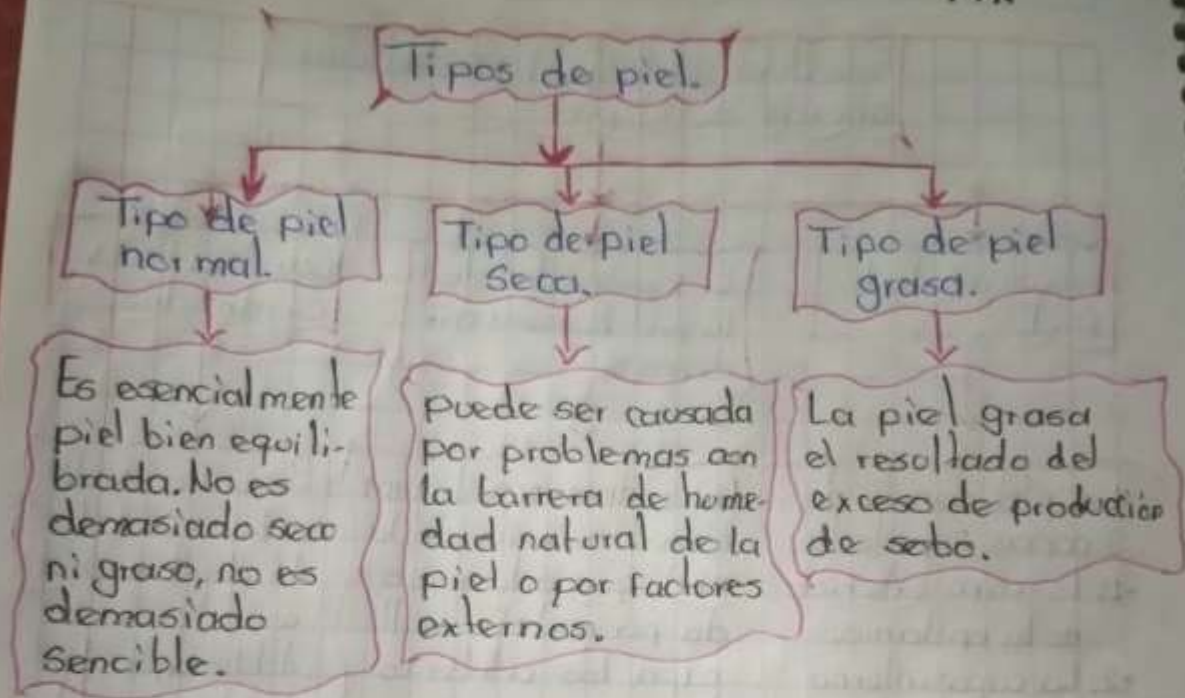 Tipos de piel.
Tipo de piel
normal.
Tipo de piel
Seca.
Tipo de piel
grasa.
Es esencialmente
piel bien equili-
brada. No es
demasiado seco
ni graso, no es
demasiado
sencible.
puede ser causada
por problemas con
la barrera de hume-
dad natural de la
piel o por factores
externos.
La piel grasa
el resultado del
exceso de producción
de sebo.